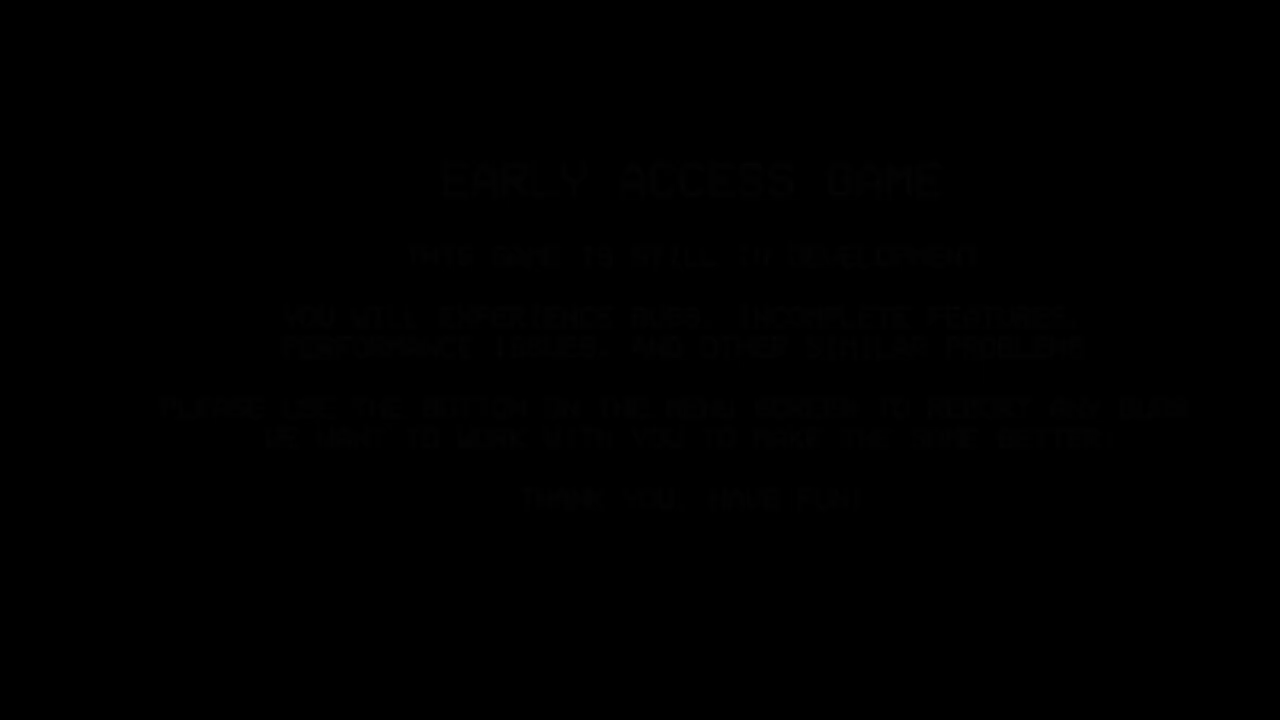 EARLY ACCESS GAME
THIS GAME IS STILL IN DEVELOPMENT
YOU WILL EXPERIENCE BUGS, INCOMPLETE FEATURES,
PERFORMANCE ISSUES, AND OTHER SIMILAR PROBLEMS
PLEASE USE THE BUTTON ON THE MENU SCREEN TO REPORT ANY BUGS
WE WANT TO WORK WITH YOU TO MAKE THE GAME BETTER!
THANK YOU, HAVE FUN!